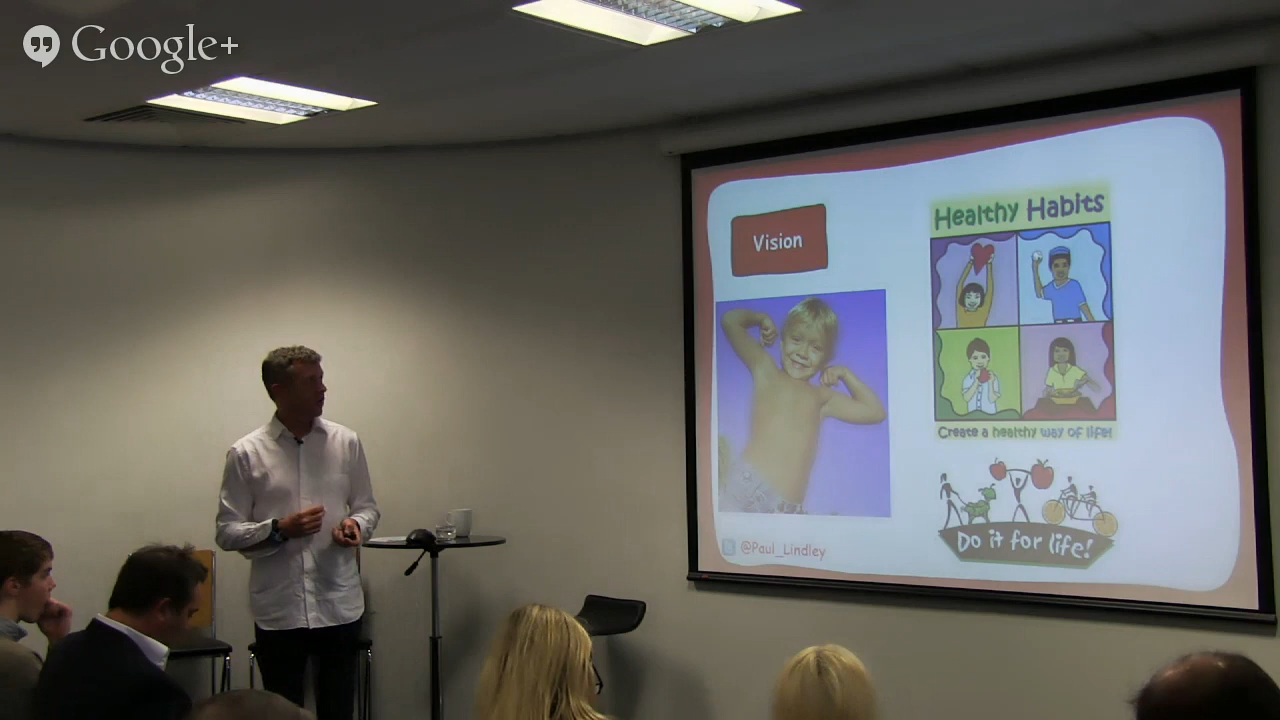 Google+
Vision
Healthy Habits
Create a healthy way of life!
Do it for life!
@Paul_Lindley